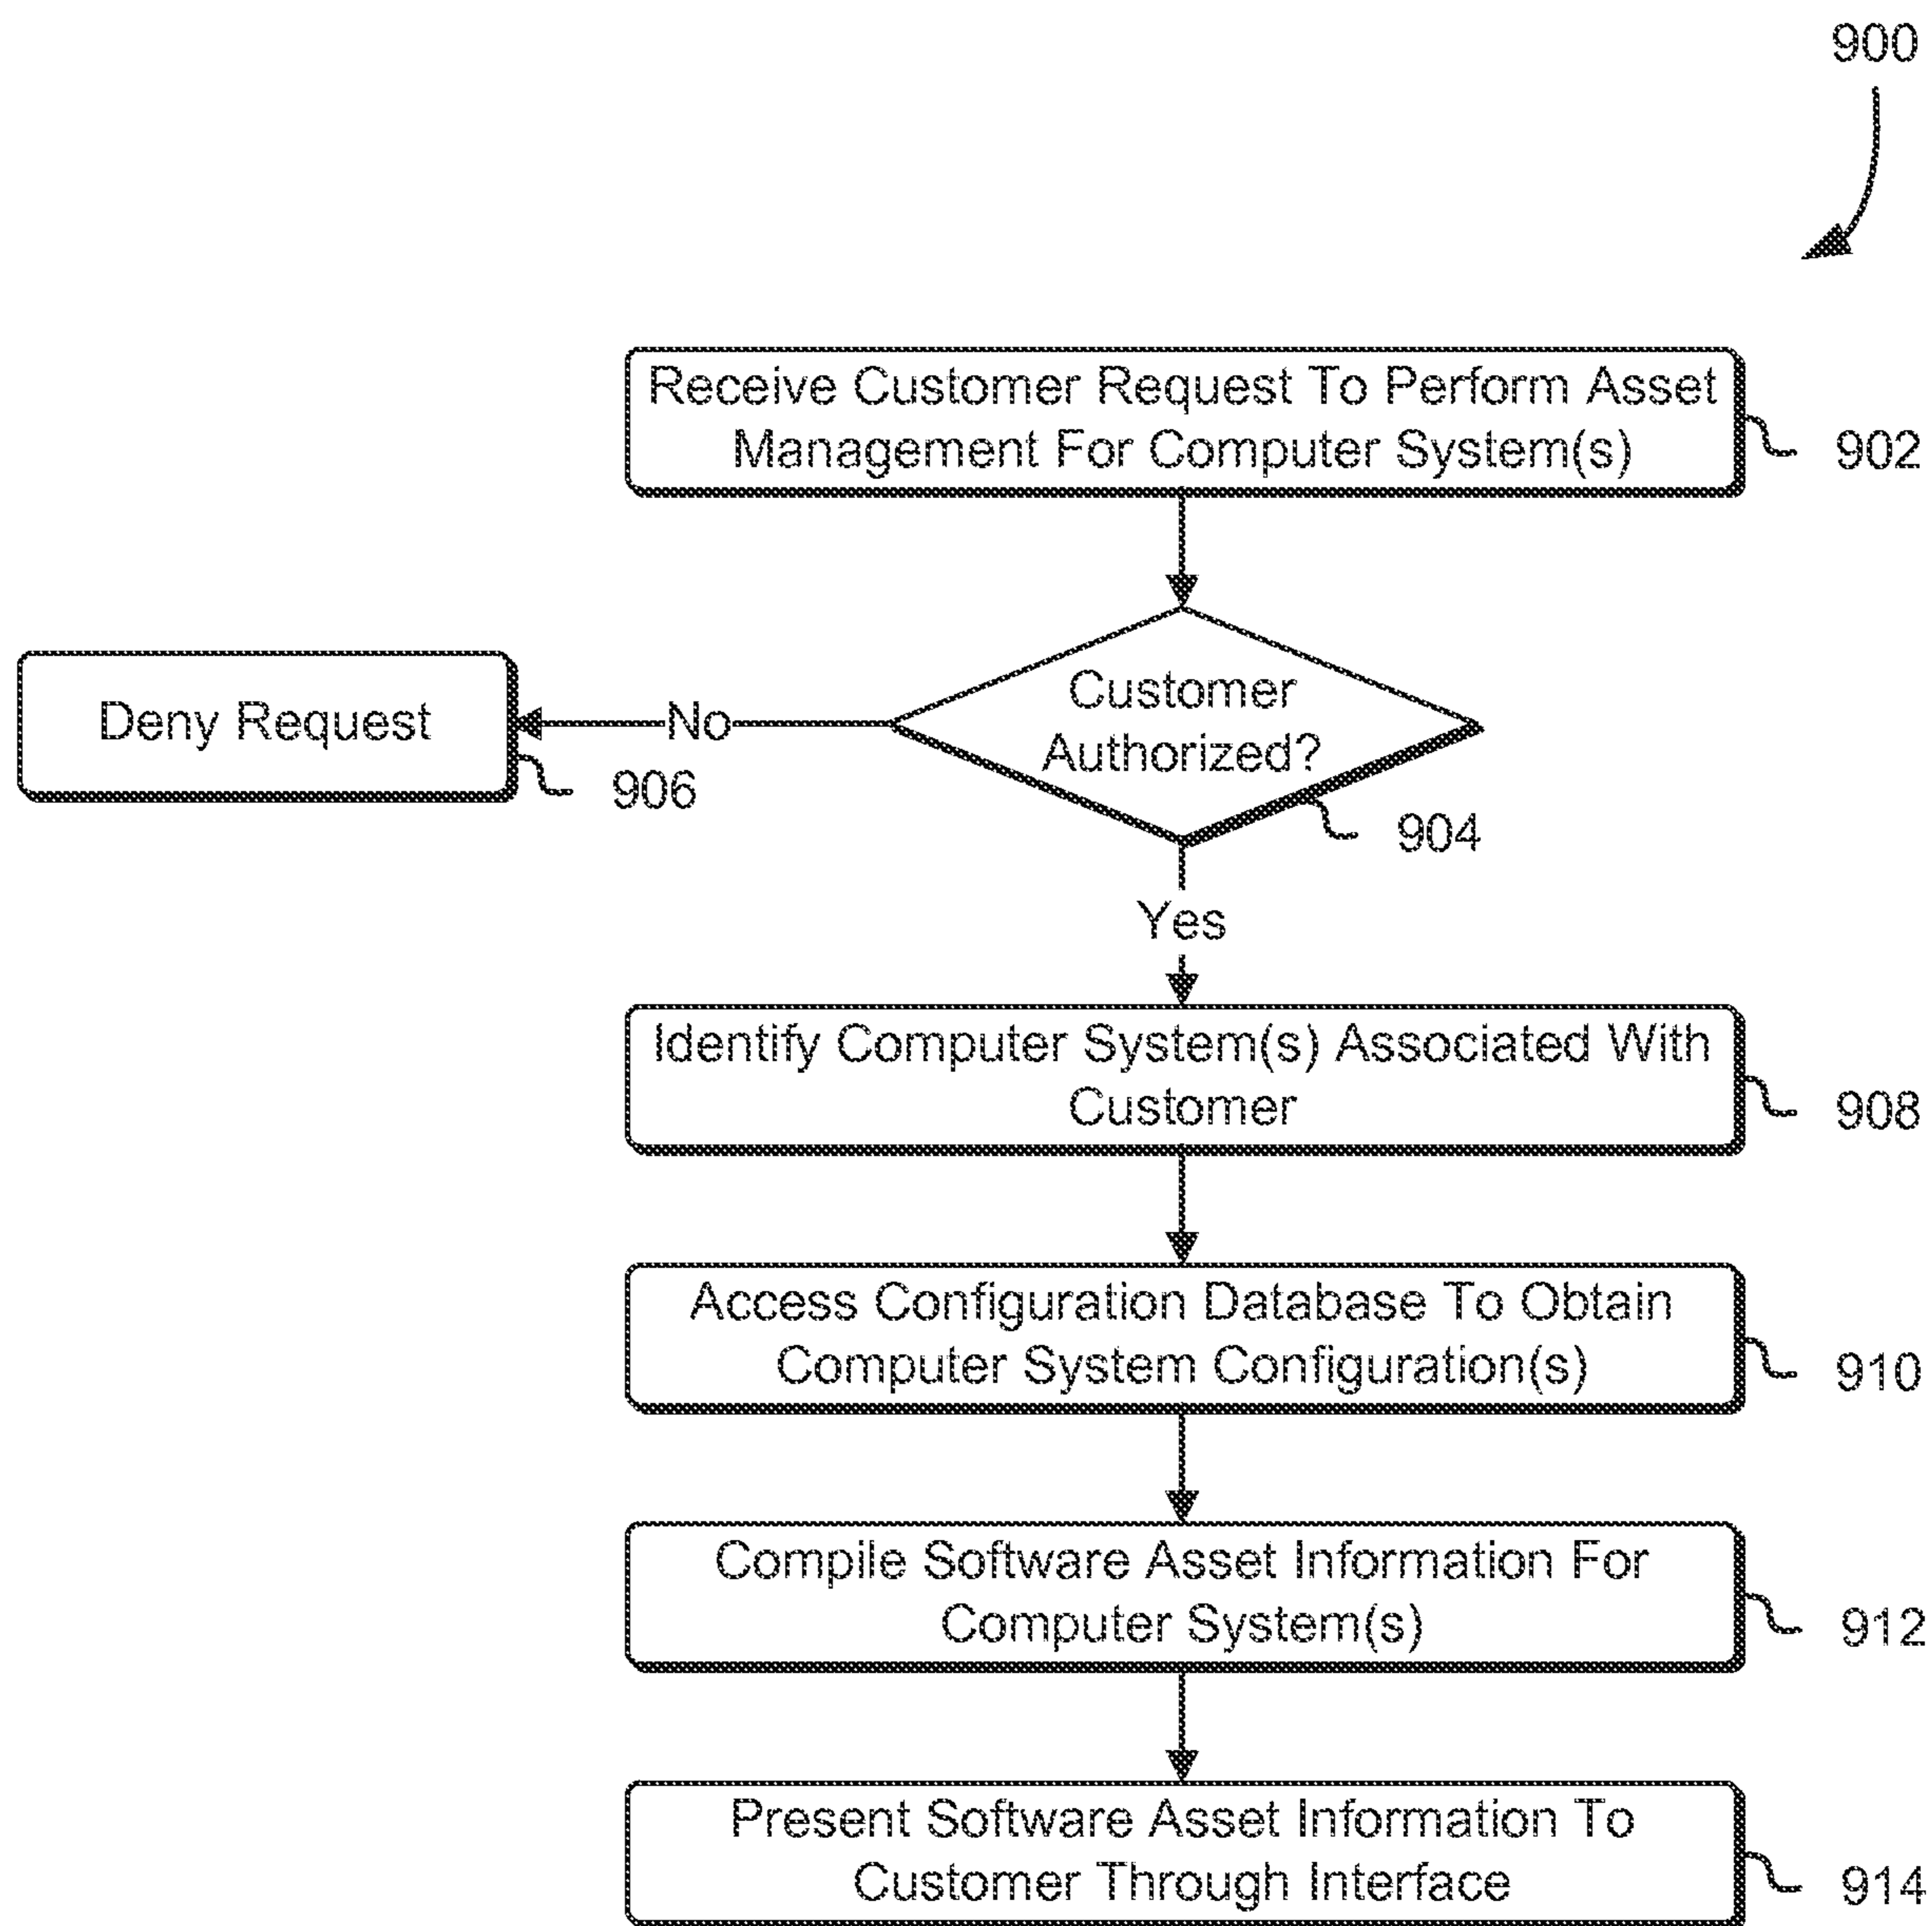 900
Receive Customer Request To Perform Asset
Management For Computer System(s)
902
Customer
Authorized?
904
No
Deny Request
906
Yes
Identify Computer System(s) Associated With
Customer
908
Access Configuration Database To Obtain
Computer System Configuration(s)
910
Compile Software Asset Information For
Computer System(s)
912
Present Software Asset Information To
Customer Through Interface
914